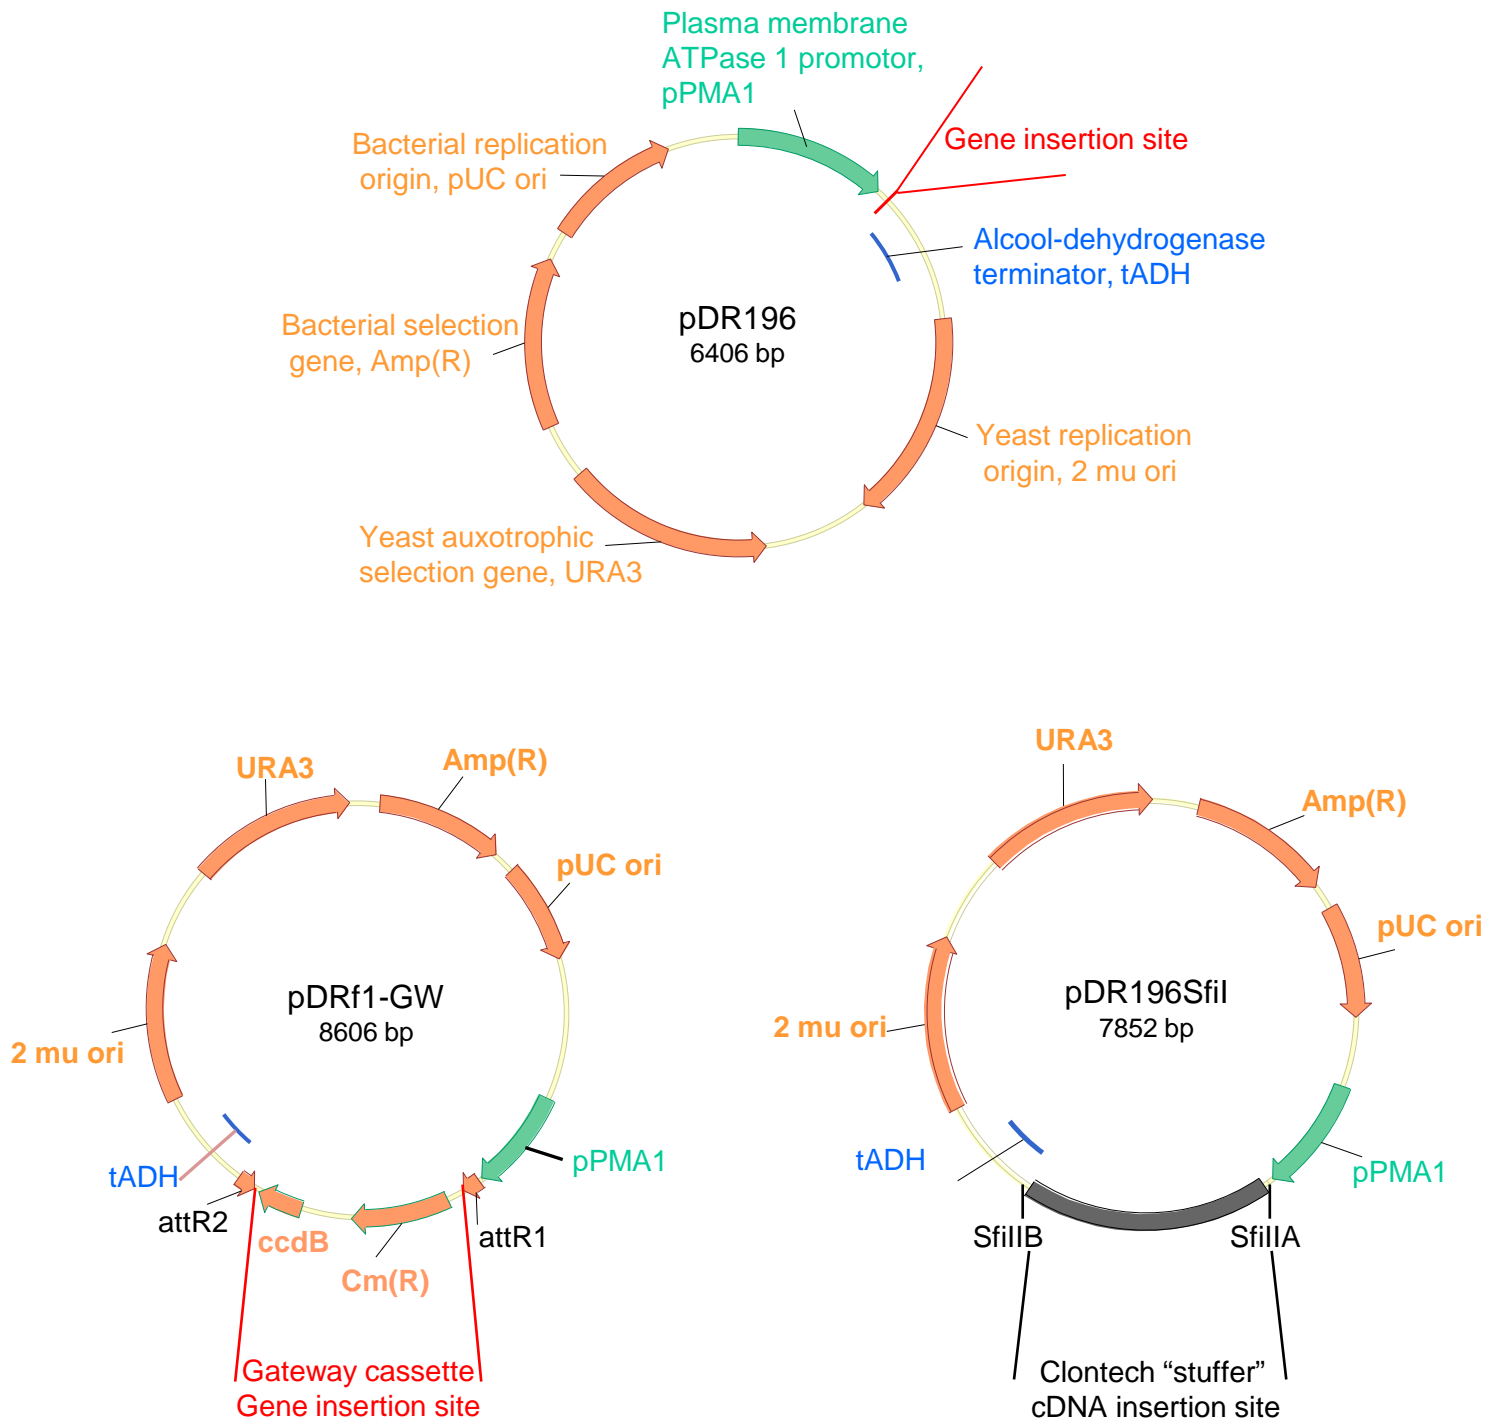 Plasma membrane
ATPase 1 promotor,
pPMA1
Gene insertion site
Bacterial replication
origin, pUC ori
Alcool-dehydrogenase
terminator, tADH
pDR196
6406 bp
Bacterial selection
gene, Amp(R)
Yeast replication
origin, 2 mu ori
Yeast auxotrophic
selection gene, URA3
URA3
Amp(R)
pUC ori
pDRf1-GW
8606 bp
2 mu ori
tADH
pPMA1
attR2
ccdB
Cm(R)
attR1
Gateway cassette
Gene insertion site
URA3
Amp(R)
pUC ori
pDR196SfiI
7852 bp
2 mu ori
tADH
pPMA1
SfiIIB
SfiIIA
Clontech “stuffer”
cDNA insertion site